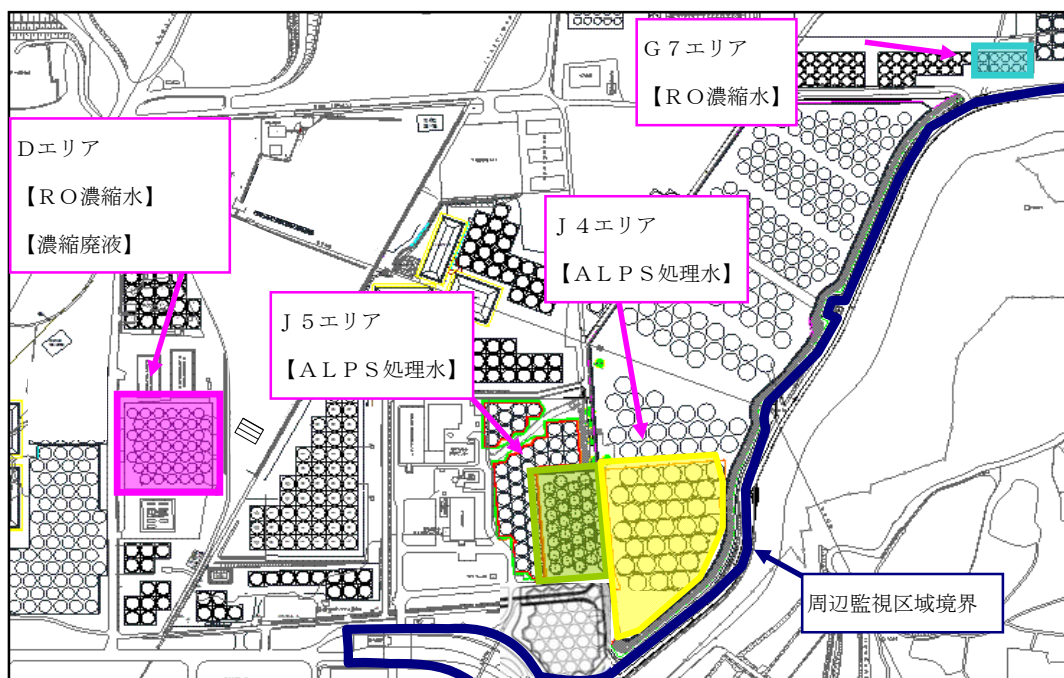 G7エリア
【RO濃縮水】
Dエリア
【RO濃縮水】
【濃縮廃液】
J4エリア
【ALPS処理水】
J5エリア
【ALPS処理水】
周辺監視区域境界